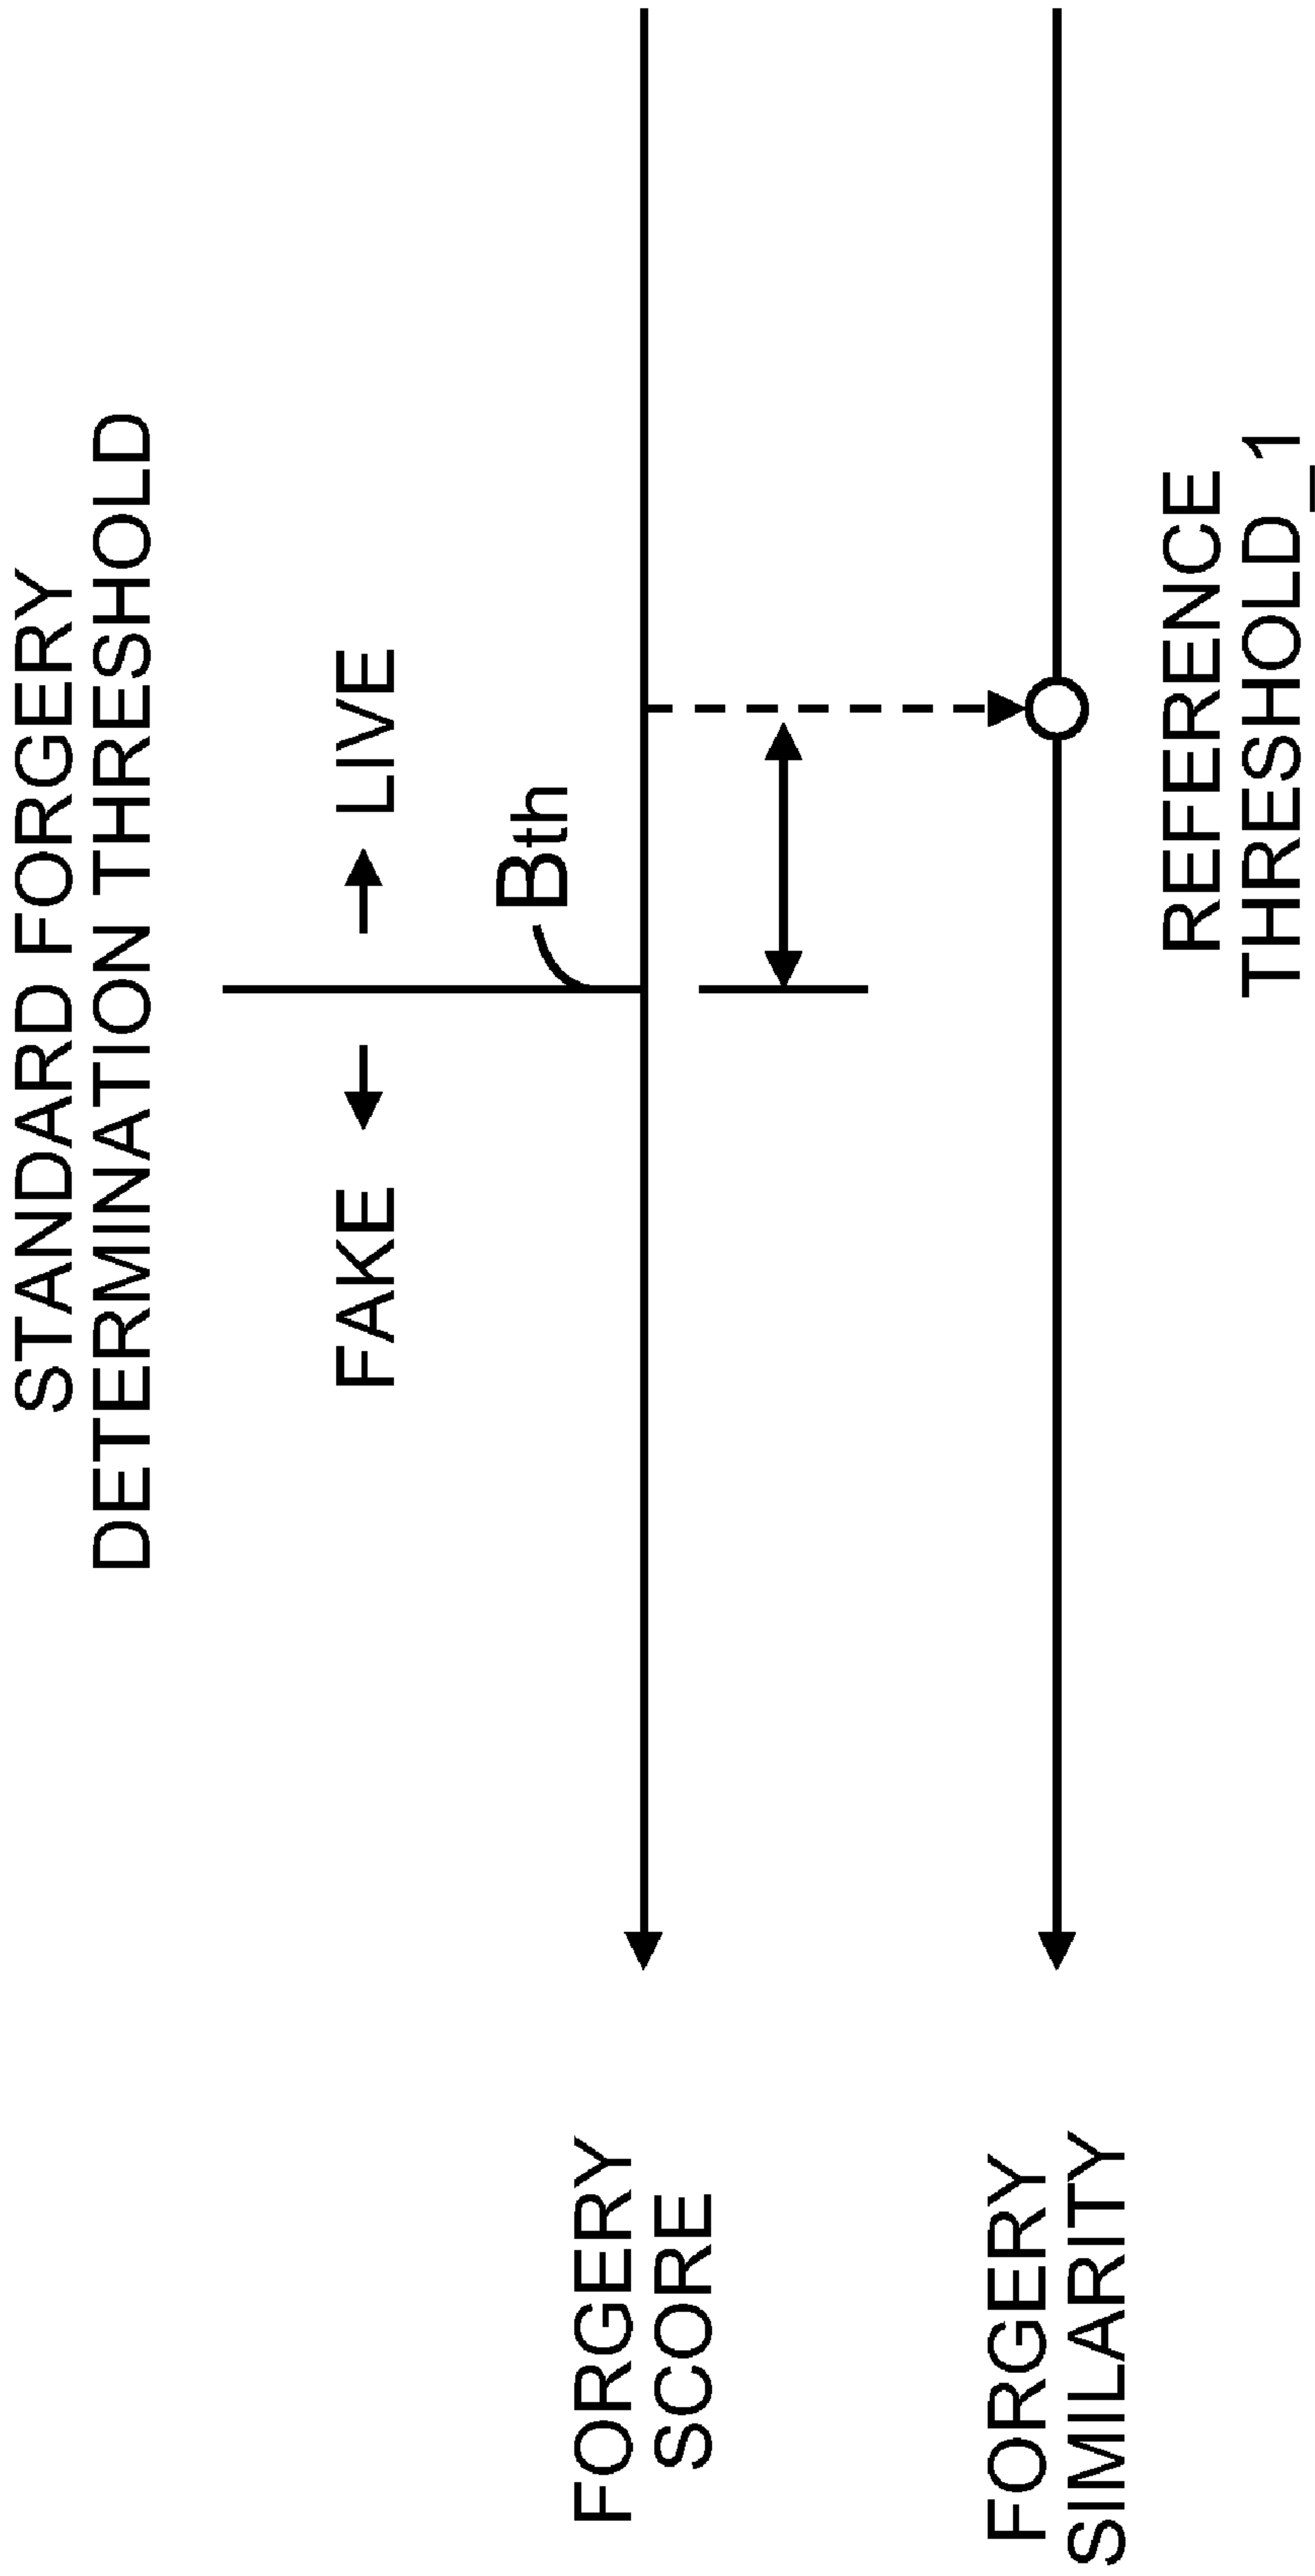 STANDARD FORGERY
DETERMINATION THRESHOLD
FAKE
LIVE
Bth
FORGERY
SCORE
FORGERY
SIMILARITY
REFERENCE
THRESHOLD_1